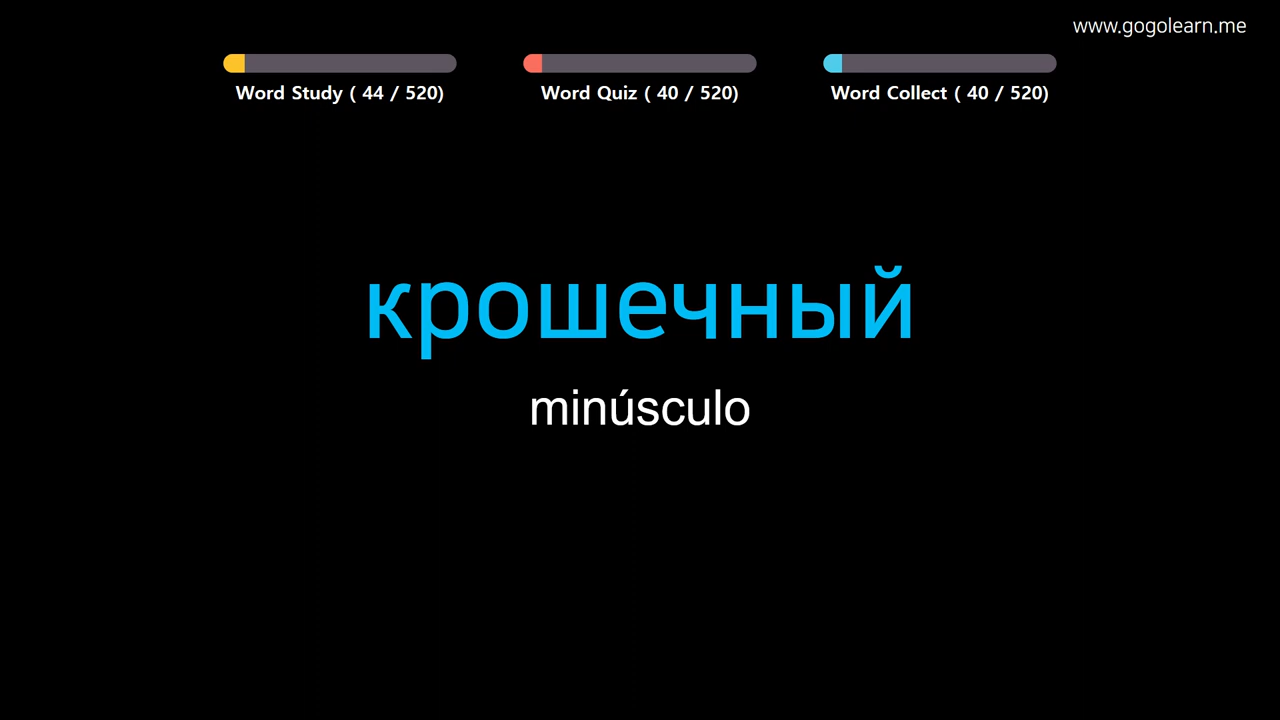 www.gogolearn.me
Word Study ( 44 / 520)
Word Quiz ( 40 / 520)
Word Collect ( 40 / 520)
крошечный
minúsculo